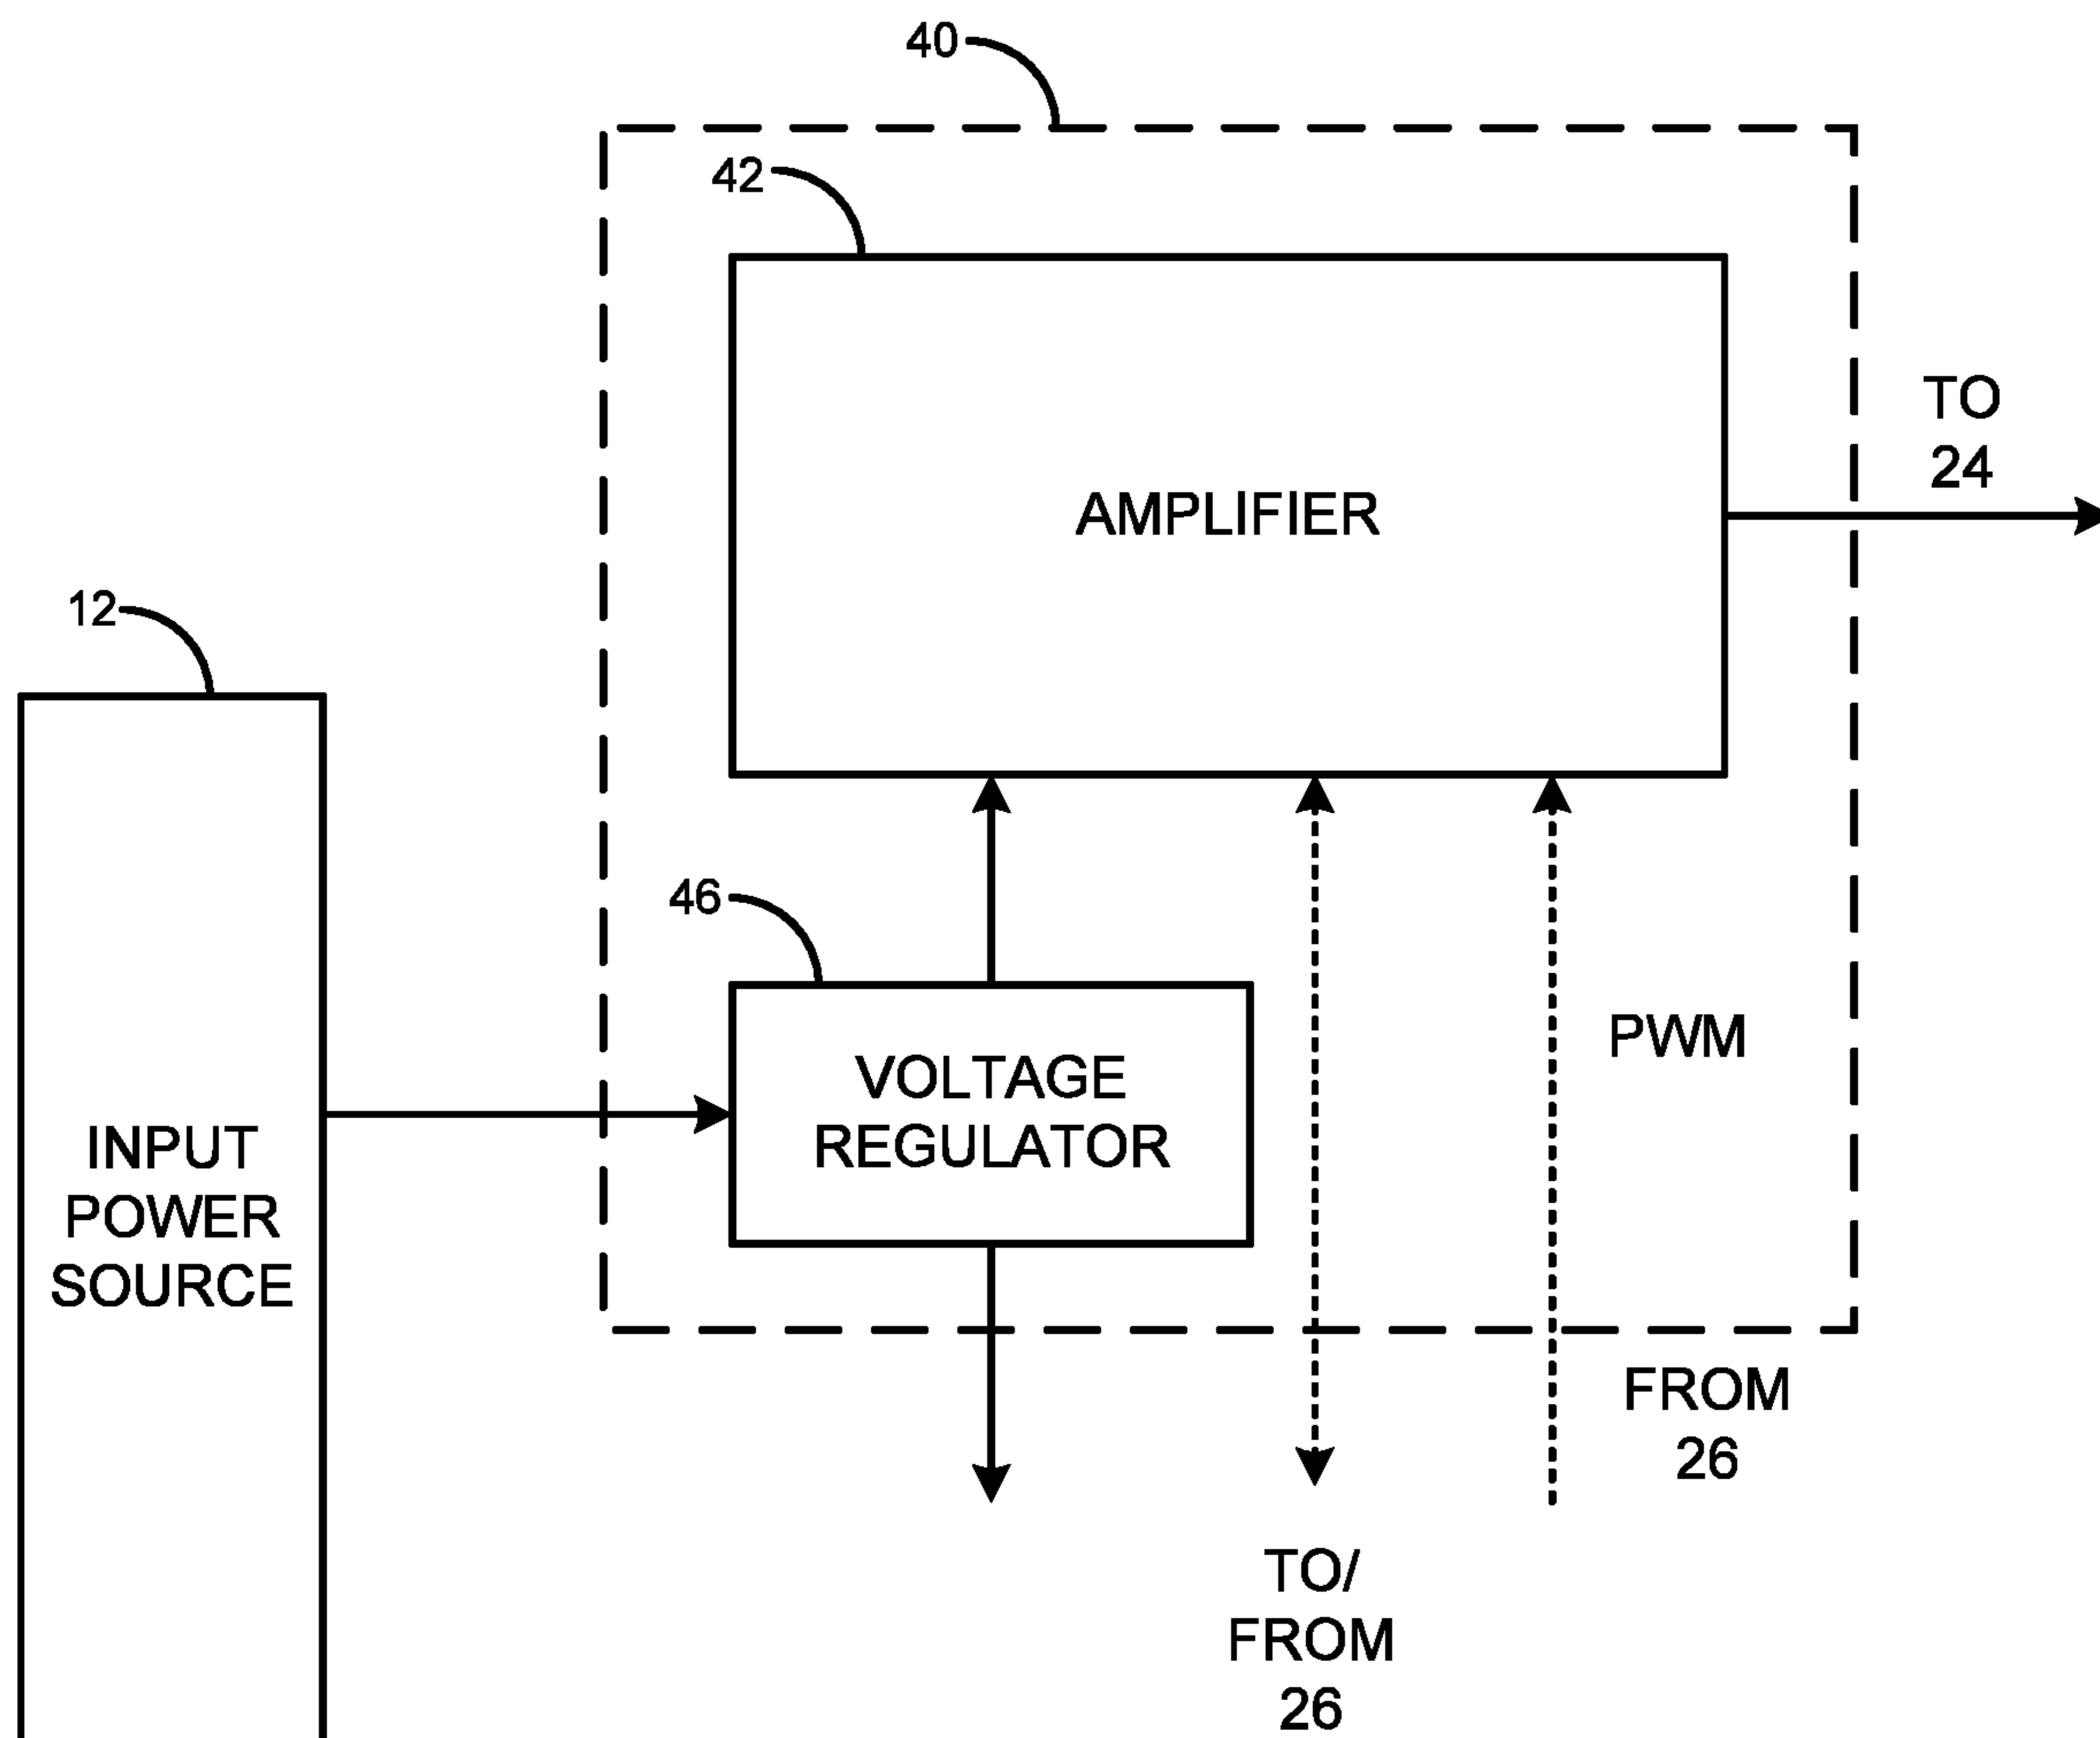 40
42
TO
24
AMPLIFIER
12
46
PWM
VOLTAGE
REGULATOR
INPUT
POWER
SOURCE
FROM
26
TO/
FROM
26